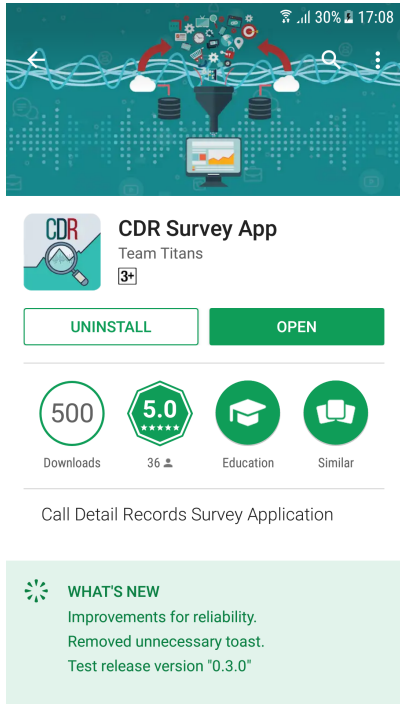 30% 17:08
CDR
CDR Survey App
Team Titans
3+
UNINSTALL
OPEN
500
5.0
Downloads
36
Education
Similar
Call Detail Records Survey Application
WHAT'S NEW
Improvements for reliability.
Removed unnecessary toast.
Test release version "0.3.0"